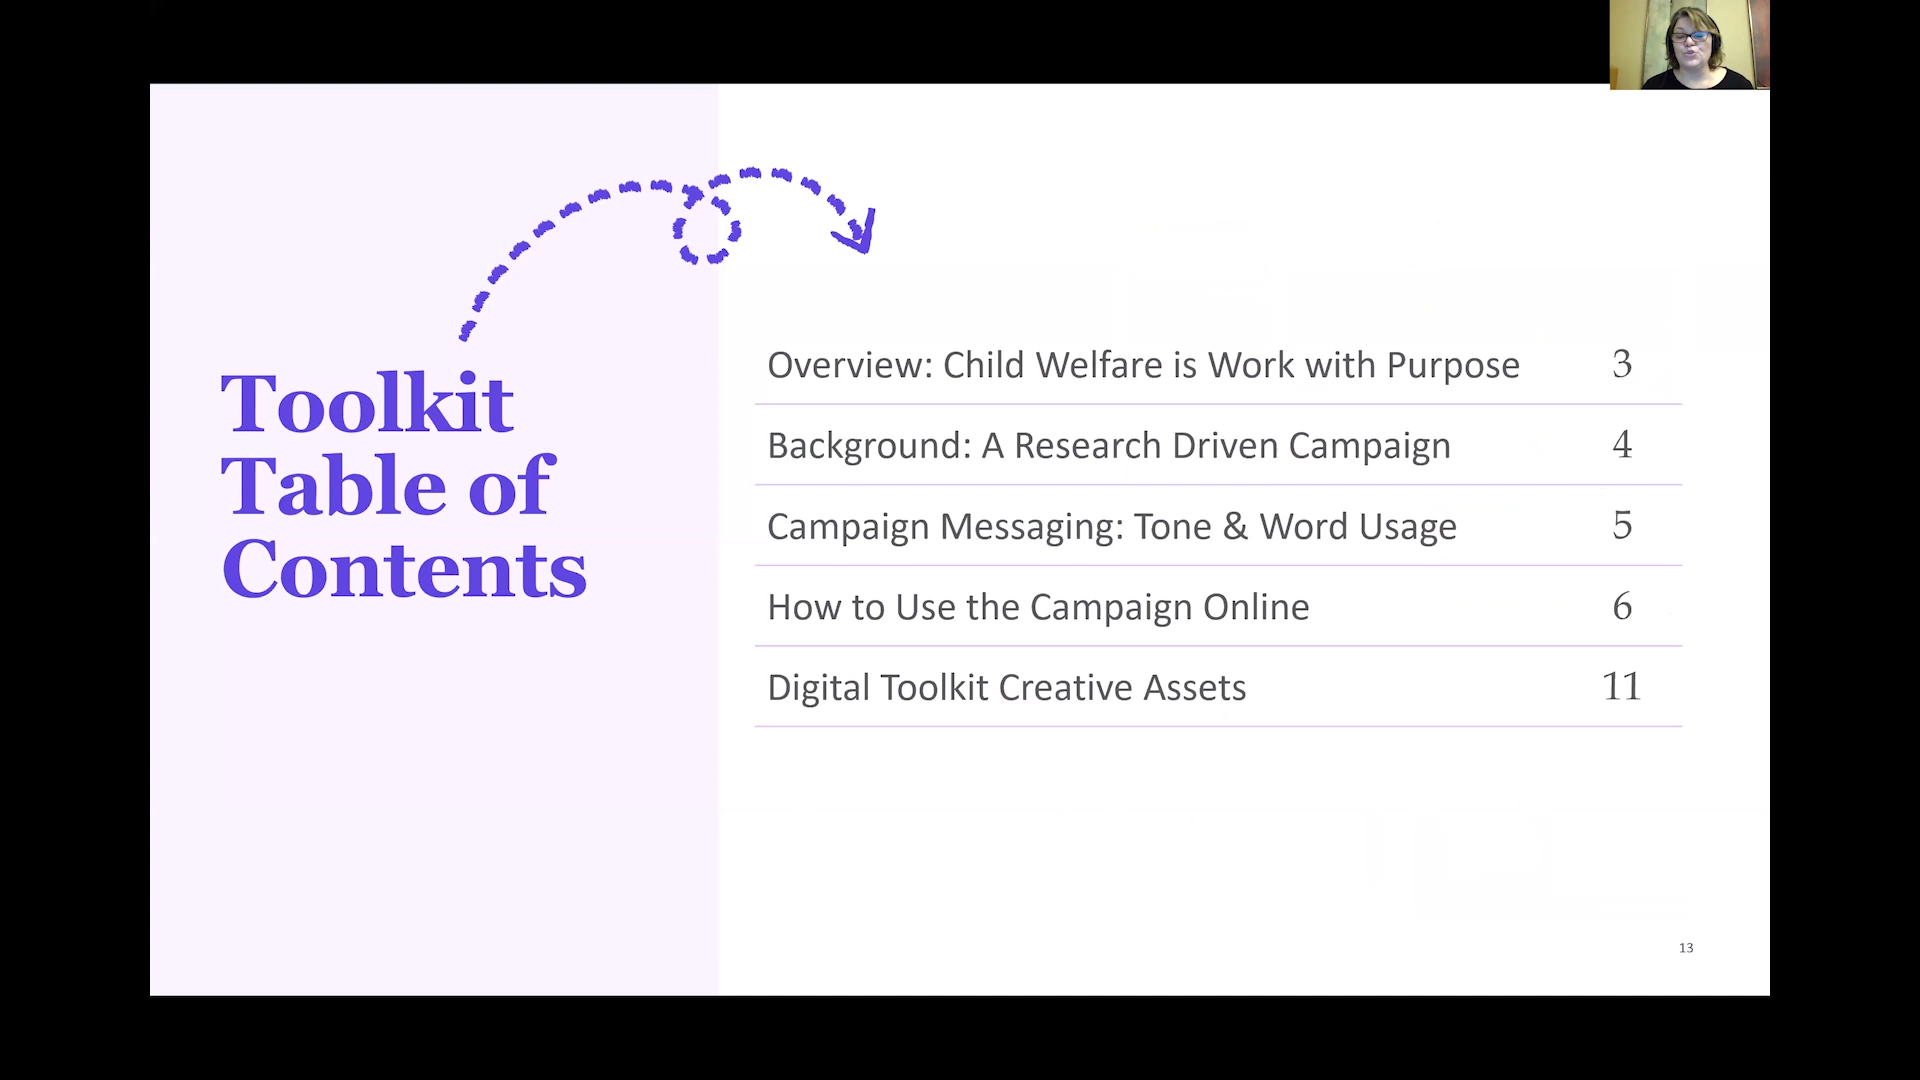 Toolkit
Table of
Contents
Overview: Child Welfare is Work with Purpose 3
Background: A Research Driven Campaign 4
Campaign Messaging: Tone & Word Usage 5
How to Use the Campaign Online 6
Digital Toolkit Creative Assets 11
13